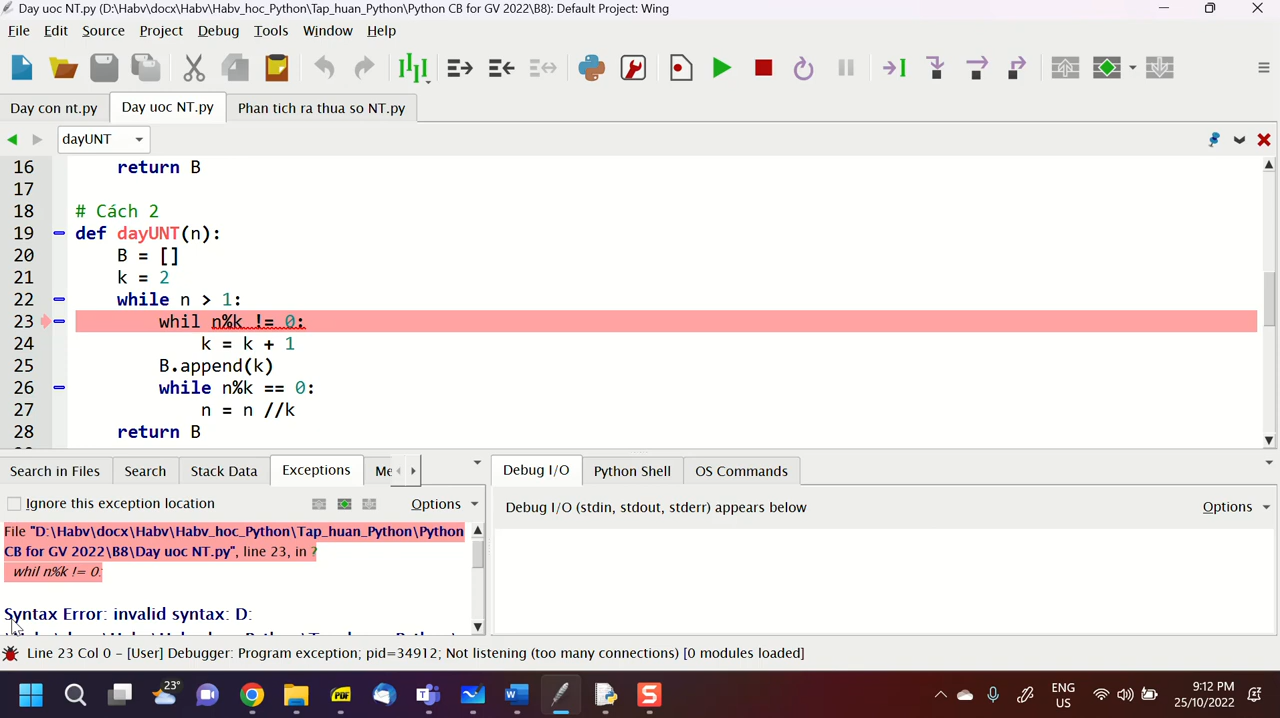 Day uoc NT.py (D:\Habv\docx\Habv\Habv_hoc_Python\Tap_huan_Python\Python CB for GV 2022\B8): Default Project: Wing
File Edit Source Project Debug Tools Window Help
Day con nt.py Day uoc NT.py Phan tich ra thua so NT.py
dayUNT
16 return B
17
18 # Cách 2
19 def dayUNT(n):
20 B = []
21 k = 2
22 while n > 1:
23 whil n%k != 0:
24 k = k + 1
25 B.append(k)
26 while n%k == 0:
27 n = n //k
28 return B
Search in Files Search Stack Data Exceptions Me Debug I/O Python Shell OS Commands
Ignore this exception location Options Debug I/O (stdin, stdout, stderr) appears below Options
File "D:\Habv\docx\Habv\Habv_hoc_Python\Tap_huan_Python\Python
CB for GV 2022\B8\Day uoc NT.py", line 23, in ?
whil n%k != 0:
Syntax Error: invalid syntax: D:
Line 23 Col 0 – [User] Debugger: Program exception; pid=34912; Not listening (too many connections) [0 modules loaded]
23° ENG 9:12 PM
US 25/10/2022